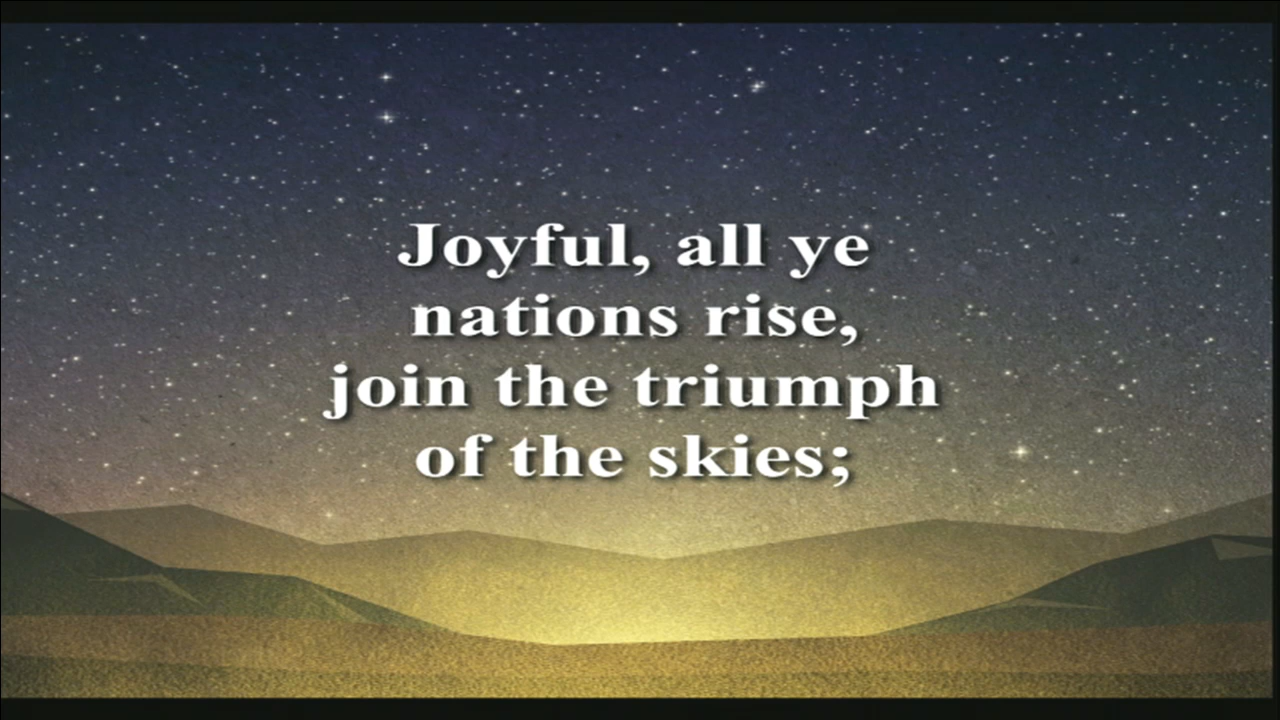 Joyful, all ye
nations rise,
join the triumph
of the skies;